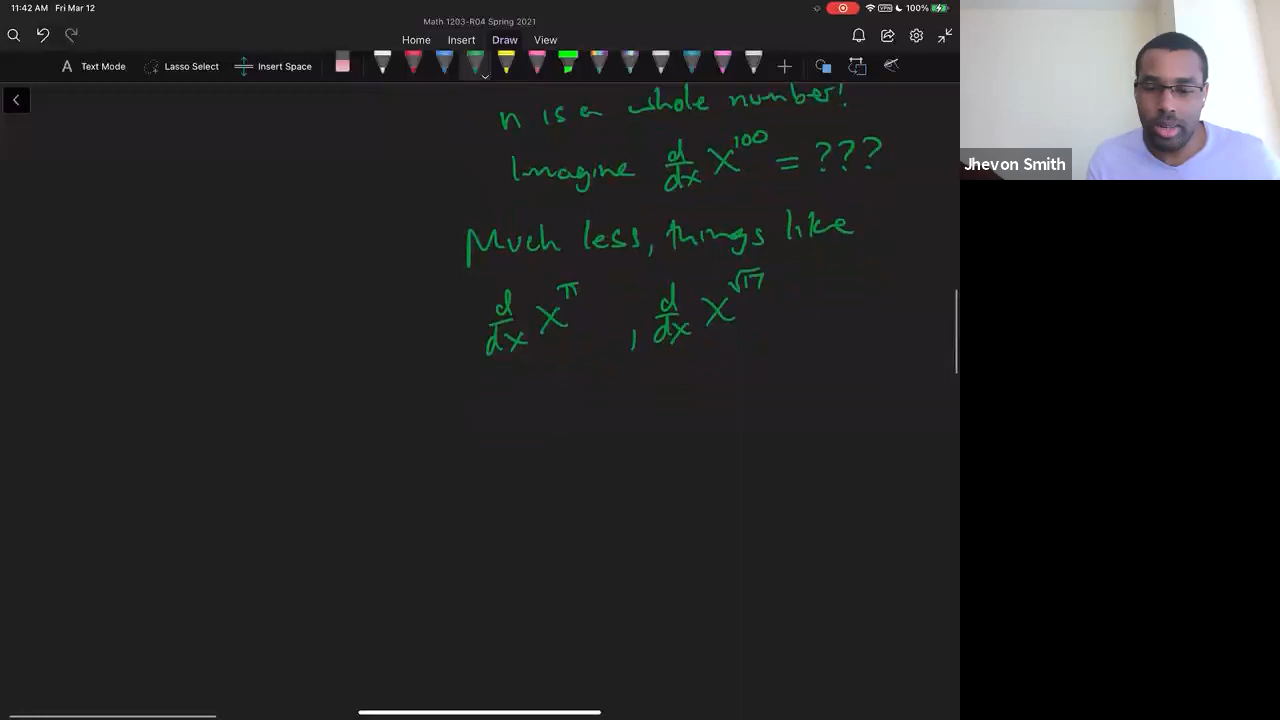 11:42 AM Fri Mar 12
100%
Math 1203-R04 Spring 2021
Home Insert Draw View
Text Mode Lasso Select Insert Space
n is a whole number!
Imagine d/dx x^100 = ???
Much less, things like
d/dx x^π , d/dx x^√17
Jhevon Smith